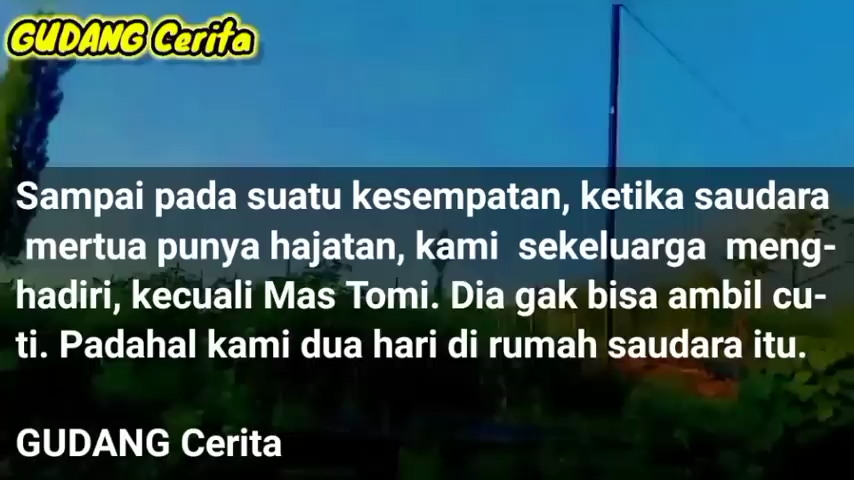 GUDANG Cerita
Sampai pada suatu kesempatan, ketika saudara
mertua punya hajatan, kami sekeluarga meng-
hadiri, kecuali Mas Tomi. Dia gak bisa ambil cu-
ti. Padahal kami dua hari di rumah saudara itu.
GUDANG Cerita